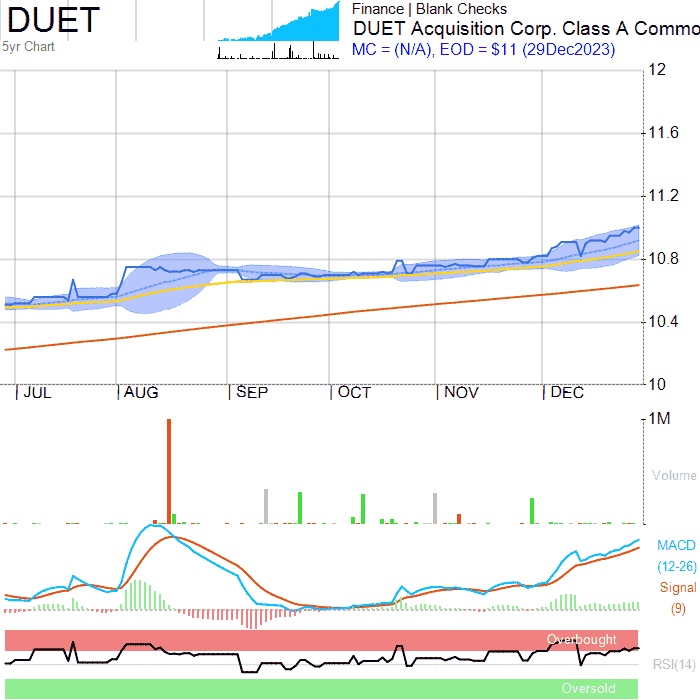 DUET
5yr Chart
Finance | Blank Checks
DUET Acquisition Corp. Class A Commo
MC = (N/A), EOD = $11 (29Dec2023)
12
11.6
11.2
10.8
10.4
10
JUL AUG SEP OCT NOV DEC
1M
Volume
MACD
(12-26)
Signal
(9)
Overbought
RSI(14)
Oversold